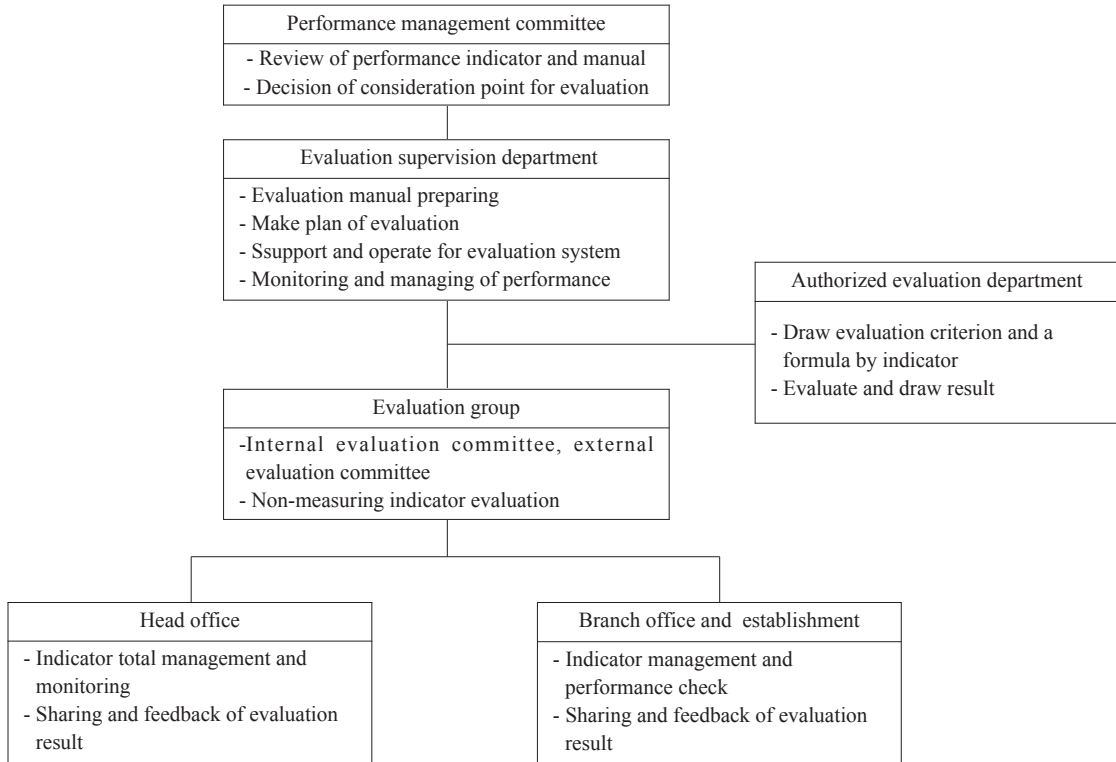 Performance management committee
- Review of performance indicator and manual
- Decision of consideration point for evaluation
Evaluation supervision department
- Evaluation manual preparing
- Make plan of evaluation
- Ssupport and operate for evaluation system
- Monitoring and managing of performance
Authorized evaluation department
- Draw evaluation criterion and a
formula by indicator
- Evaluate and draw result
Evaluation group
-Internal evaluation committee, external
evaluation committee
- Non-measuring indicator evaluation
Head office
- Indicator total management and
monitoring
- Sharing and feedback of evaluation
result
Branch office and establishment
- Indicator management and
performance check
- Sharing and feedback of evaluation
result